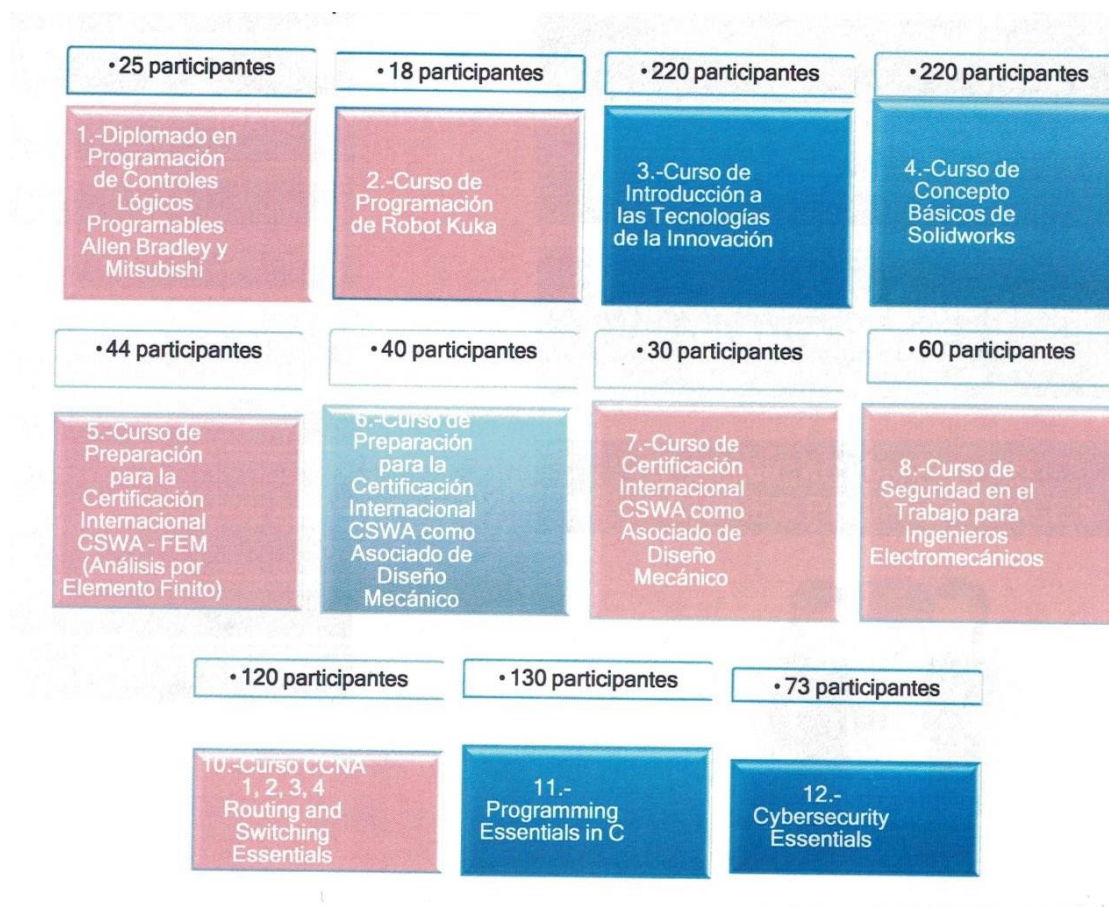 •25 participantes
•18 participantes
•220 participantes
•220 participantes
1.-Diplomado en
Programación
de Controles
Lógicos
Programables
Allen Bradley y
Mitsubishi
2.-Curso de
Programación
de Robot Kuka
3.-Curso de
Introducción a
las Tecnologías
de la Innovación
4.-Curso de
Concepto
Básicos de
Solidworks
•44 participantes
•40 participantes
•30 participantes
•60 participantes
5.-Curso de
Preparación
para la
Certificación
Internacional
CSWA - FEM
(Análisis por
Elemento Finito)
6.-Curso de
Preparación
para la
Certificación
Internacional
CSWA como
Asociado de
Diseño
Mecánico
7.-Curso de
Certificación
Internacional
CSWA como
Asociado de
Diseño
Mecánico
8.-Curso de
Seguridad en el
Trabajo para
Ingenieros
Electromecánicos
•120 participantes
•130 participantes
•73 participantes
10.-Curso CCNA
1, 2, 3, 4
Routing and
Switching
Essentials
11.-
Programming
Essentials in C
12.-
Cybersecurity
Essentials